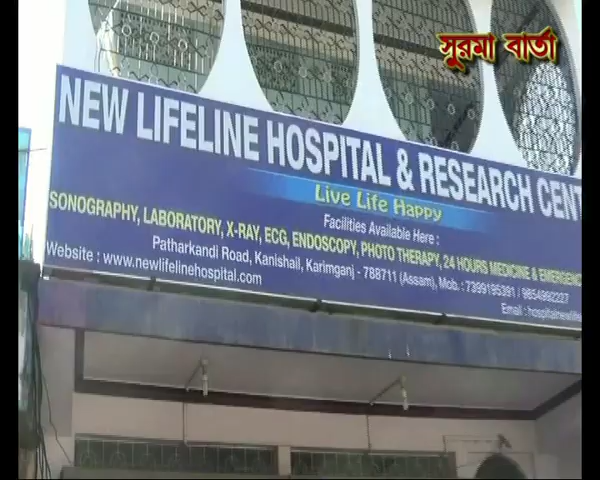 সুরমা বার্তা
NEW LIFELINE HOSPITAL & RESEARCH CENT
Live Life Happy
Facilities Available Here :
SONOGRAPHY, LABORATORY, X-RAY, ECG, ENDOSCOPY, PHOTO THERAPY, 24 HOURS MEDICINE & EMERGENC
Patharkandi Road, Kanishail, Karimganj - 788711 (Assam), Mob. : 7399195391 / 9854992227
Website : www.newlifelinehospital.com
Email : hospitalnewlife